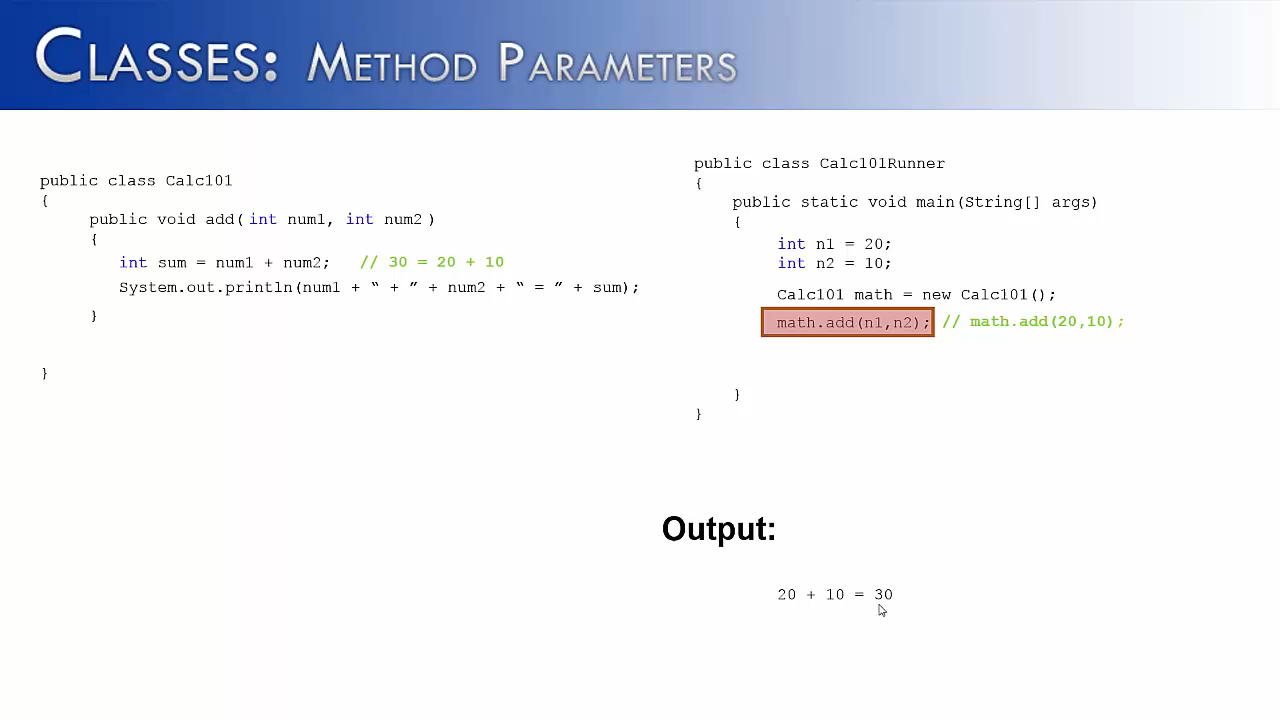 CLASSES: METHOD PARAMETERS
public class Calc101
{
public void add( int num1, int num2 )
{
int sum = num1 + num2; // 30 = 20 + 10
System.out.println(num1 + “ + ” + num2 + “ = ” + sum);
}
}
public class Calc101Runner
{
public static void main(String[] args)
{
int n1 = 20;
int n2 = 10;
Calc101 math = new Calc101();
math.add(n1,n2); // math.add(20,10);
}
}
Output:
20 + 10 = 30